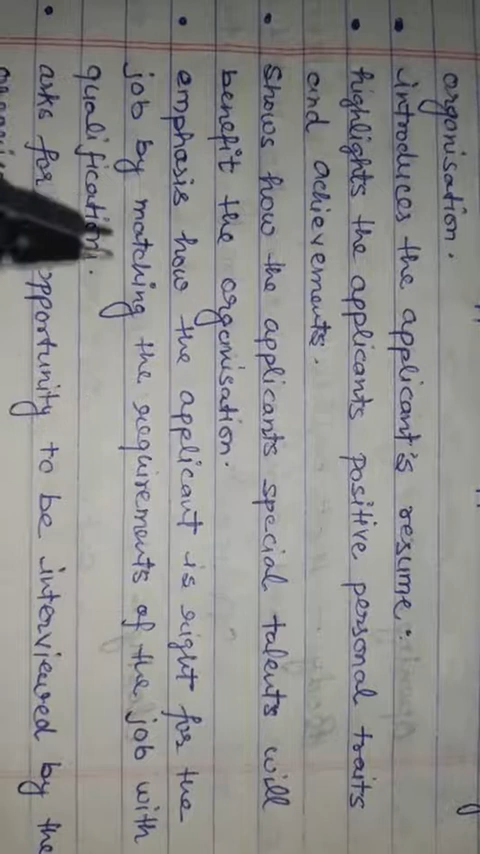 organisation.
• introduces the applicant's resume.
• highlights the applicants positive personal traits
and achievements.
• shows how the applicants special talents will
benefit the organisation.
• emphasis how the applicant is right for the
job by matching the requirements of the job with
qualification.
• asks for opportunity to be interviewed by the